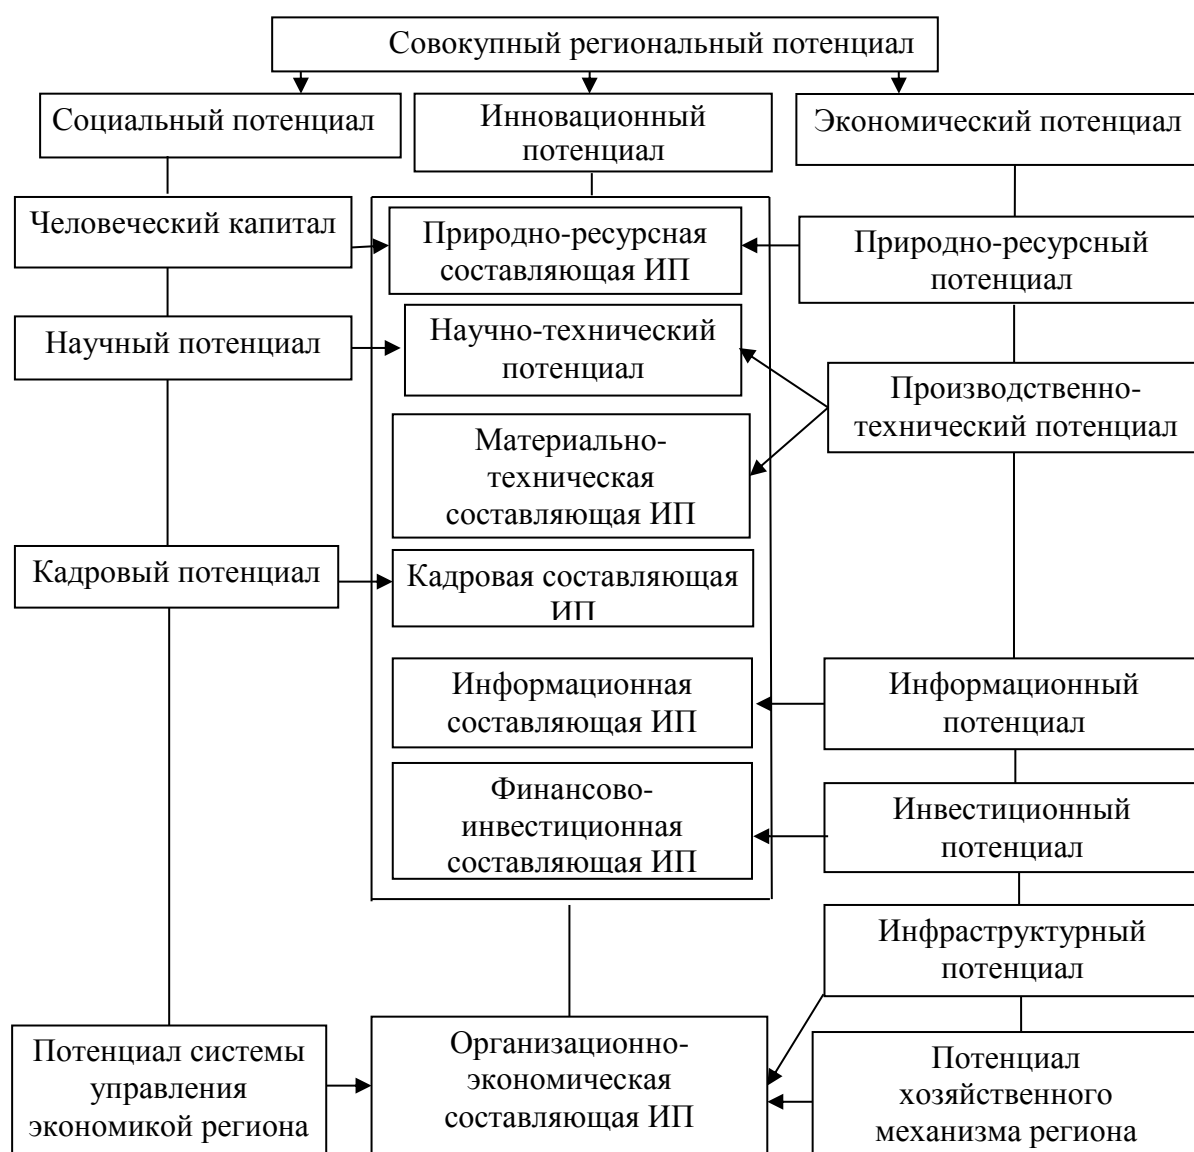 Совокупный региональный потенциал
Социальный потенциал
Инновационный
потенциал
Экономический потенциал
Человеческий капитал
Природно-ресурсная
составляющая ИП
Природно-ресурсный
потенциал
Научный потенциал
Научно-технический
потенциал
Производственно-
технический потенциал
Материально-
техническая
составляющая ИП
Кадровый потенциал
Кадровая составляющая
ИП
Информационная
составляющая ИП
Информационный
потенциал
Финансово-
инвестиционная
составляющая ИП
Инвестиционный
потенциал
Инфраструктурный
потенциал
Потенциал системы
управления
экономикой региона
Организационно-
экономическая
составляющая ИП
Потенциал
хозяйственного
механизма региона